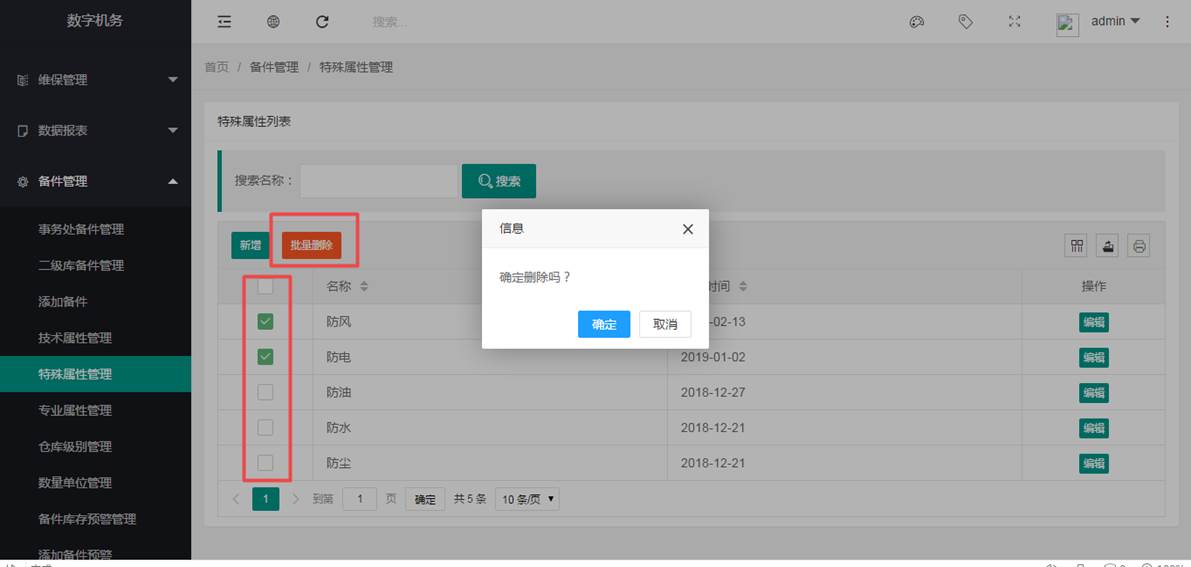 数字机务
搜索...
admin
维保管理
数据报表
备件管理
事务处备件管理
二级库备件管理
添加备件
技术属性管理
特殊属性管理
专业属性管理
仓库级别管理
数量单位管理
备件库存预警管理
添加备件预警
首页 / 备件管理 / 特殊属性管理
特殊属性列表
搜索名称： 搜索
新增 批量删除
信息
确定删除吗？
确定 取消
名称 时间 操作
防风 -02-13 编辑
防电 2019-01-02 编辑
防油 2018-12-27 编辑
防水 2018-12-21 编辑
防尘 2018-12-21 编辑
1 到第 1 页 确定 共 5 条 10 条/页